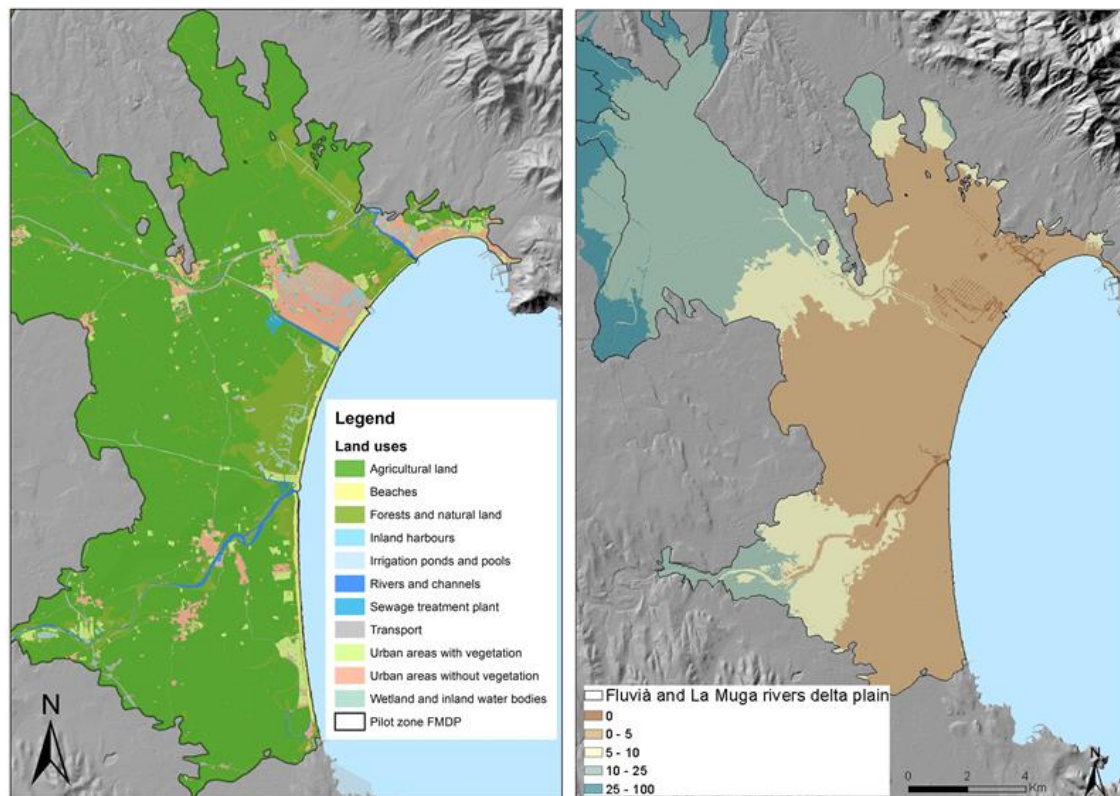 Legend
Land uses
Agricultural land
Beaches
Forests and natural land
Inland harbours
Irrigation ponds and pools
Rivers and channels
Sewage treatment plant
Transport
Urban areas with vegetation
Urban areas without vegetation
Wetland and inland water bodies
Pilot zone FMDP
N
Fluvià and La Muga rivers delta plain
0
0 - 5
5 - 10
10 - 25
25 - 100
0 2 4
Km
N